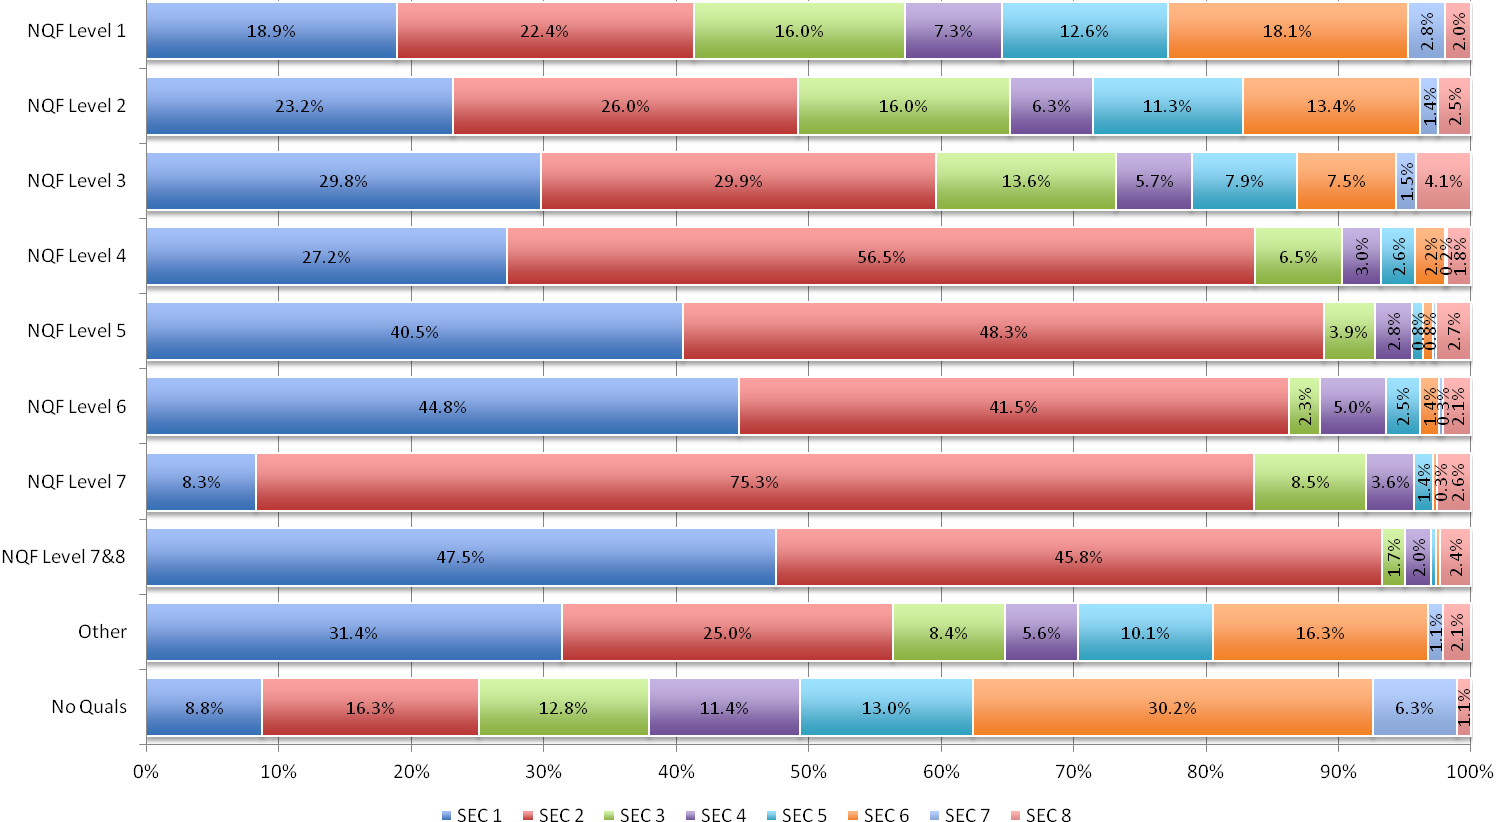 NQF Level 1 18.9% 22.4% 16.0% 7.3% 12.6% 18.1% 2.8% 2.0%
NQF Level 2 23.2% 26.0% 16.0% 6.3% 11.3% 13.4% 1.4% 2.5%
NQF Level 3 29.8% 29.9% 13.6% 5.7% 7.9% 7.5% 1.5% 4.1%
NQF Level 4 27.2% 56.5% 6.5% 3.0% 2.6% 2.2% 0.2% 1.8%
NQF Level 5 40.5% 48.3% 3.9% 2.8% 0.8% 0.8% 2.7%
NQF Level 6 44.8% 41.5% 2.3% 5.0% 2.5% 1.4% 0.3% 2.1%
NQF Level 7 8.3% 75.3% 8.5% 3.6% 1.4% 0.3% 2.6%
NQF Level 7&8 47.5% 45.8% 1.7% 2.0% 2.4%
Other 31.4% 25.0% 8.4% 5.6% 10.1% 16.3% 1.1% 2.1%
No Quals 8.8% 16.3% 12.8% 11.4% 13.0% 30.2% 6.3% 1.1%
0% 10% 20% 30% 40% 50% 60% 70% 80% 90% 100%
SEC 1 SEC 2 SEC 3 SEC 4 SEC 5 SEC 6 SEC 7 SEC 8